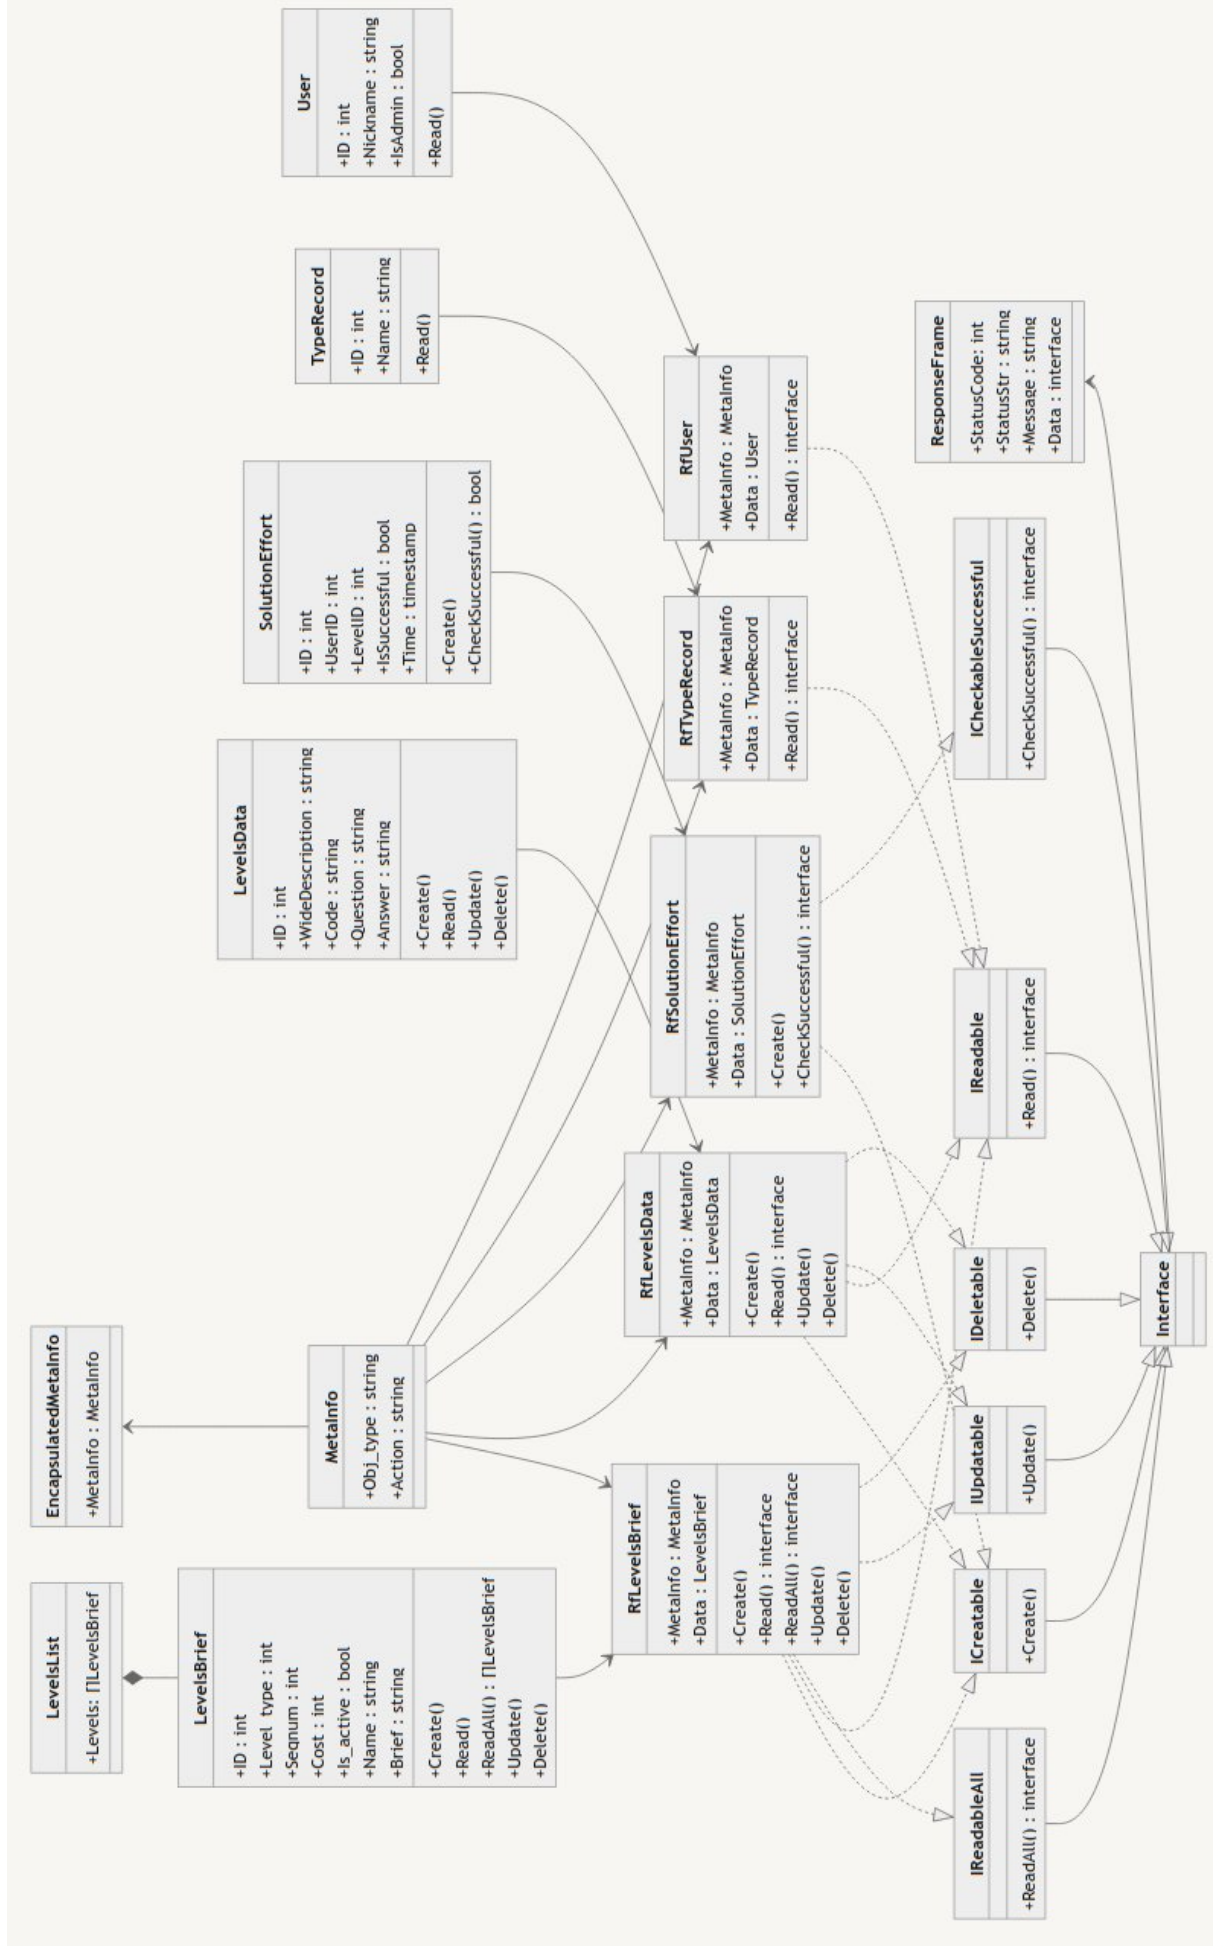 LevelsList
+Levels: []LevelsBrief
EncapsulatedMetaInfo
+MetaInfo : MetaInfo
LevelsBrief
+ID : int
+Level_type : int
+Seqnum : int
+Cost : int
+Is_active : bool
+Name : string
+Brief : string
+Create()
+Read()
+ReadAll() : []LevelsBrief
+Update()
+Delete()
MetaInfo
+Obj_type : string
+Action : string
LevelsData
+ID : int
+WideDescription : string
+Code : string
+Question : string
+Answer : string
+Create()
+Read()
+Update()
+Delete()
SolutionEffort
+ID : int
+UserID : int
+LevelID : int
+IsSuccessful : bool
+Time : timestamp
+Create()
+CheckSuccessful() : bool
TypeRecord
+ID : int
+Name : string
+Read()
User
+ID : int
+Nickname : string
+IsAdmin : bool
+Read()
RfLevelsBrief
+MetaInfo : MetaInfo
+Data : LevelsBrief
+Create()
+Read() : interface
+ReadAll() : interface
+Update()
+Delete()
RfLevelsData
+MetaInfo : MetaInfo
+Data : LevelsData
+Create()
+Read() : interface
+Update()
+Delete()
RfSolutionEffort
+MetaInfo : MetaInfo
+Data : SolutionEffort
+Create()
+CheckSuccessful() : interface
RfTypeRecord
+MetaInfo : MetaInfo
+Data : TypeRecord
+Read() : interface
RfUser
+MetaInfo : MetaInfo
+Data : User
+Read() : interface
IReadableAll
+ReadAll() : interface
ICreatable
+Create()
IUpdatable
+Update()
IDeletable
+Delete()
IReadable
+Read() : interface
ICheckableSuccessful
+CheckSuccessful() : interface
ResponseFrame
+StatusCode: int
+StatusStr : string
+Message : string
+Data : interface
Interface